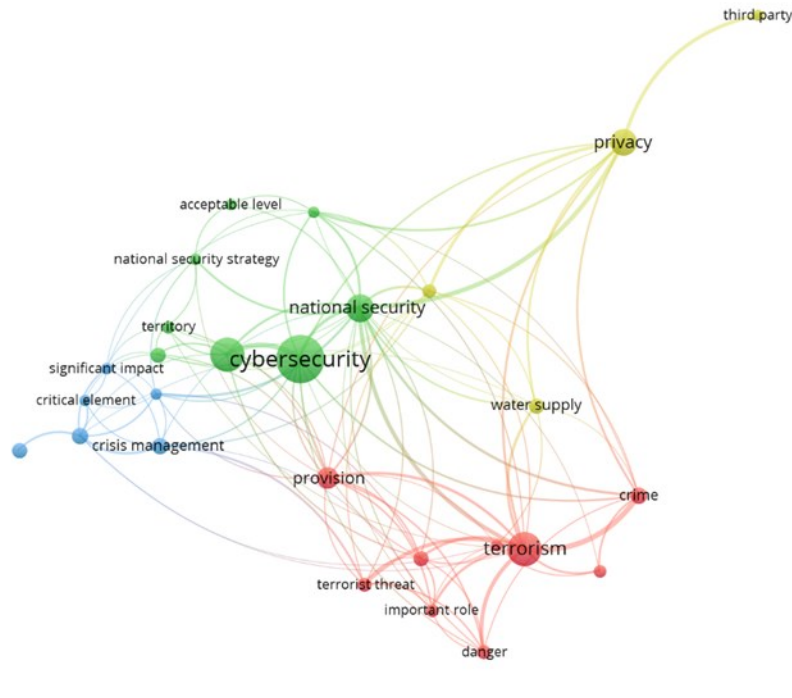 third party
privacy
acceptable level
national security strategy
national security
territory
cybersecurity
significant impact
critical element
water supply
crisis management
provision
crime
terrorism
terrorist threat
important role
danger